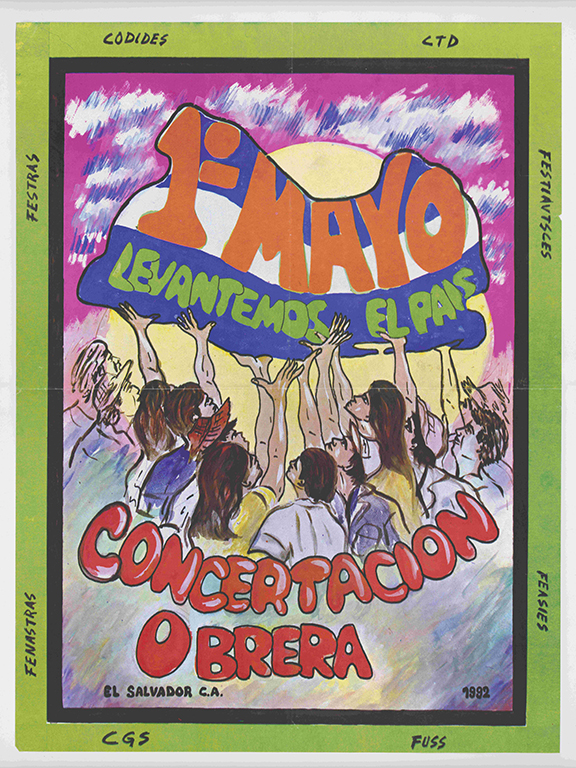 CODIDES
CTD
FESTRAS
FESTIAVTSCES
1º MAYO
LEVANTEMOS EL PAIS
CONCERTACION
OBRERA
EL SALVADOR C.A.
1992
FENASTRAS
FEASIES
CGS
FUSS